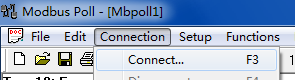 Modbus Poll - [Mbpoll1]
File Edit Connection Setup Functions
Connect... F3